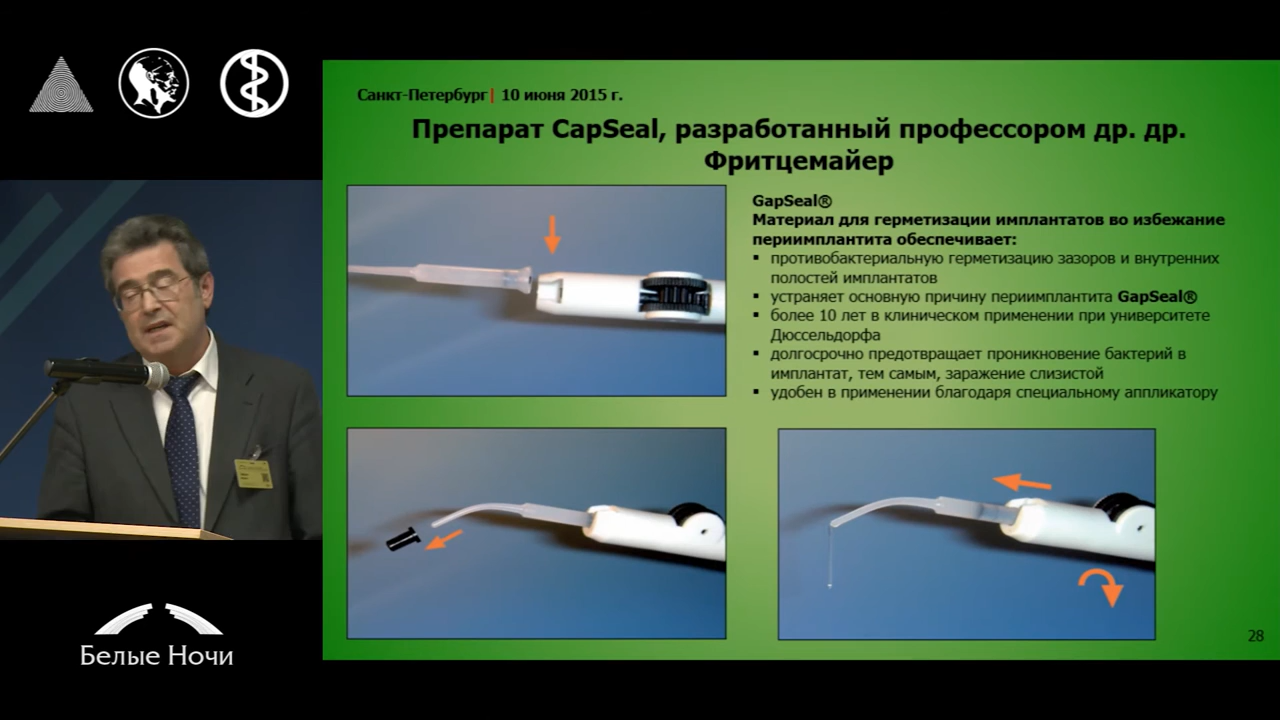 Санкт-Петербург| 10 июня 2015 г.
Препарат CapSeal, разработанный профессором др. др.
Фритцемайер
GapSeal®
Материал для герметизации имплантатов во избежание
периимплантита обеспечивает:
▪ противобактериальную герметизацию зазоров и внутренних
полостей имплантатов
▪ устраняет основную причину периимплантита GapSeal®
▪ более 10 лет в клиническом применении при университете
Дюссельдорфа
▪ долгосрочно предотвращает проникновение бактерий в
имплантат, тем самым, заражение слизистой
▪ удобен в применении благодаря специальному аппликатору
28
Белые Ночи